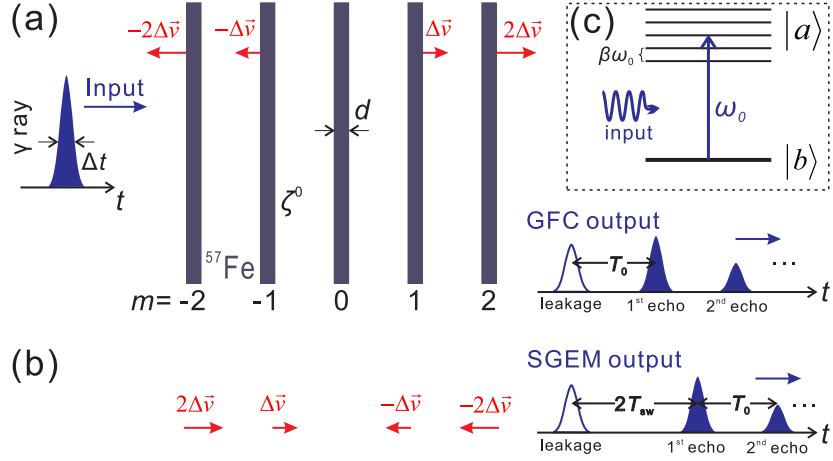 (a)
-2Δv⃗
-Δv⃗
Δv⃗
2Δv⃗
Input
γ ray
Δt
t
d
ζ⁰
⁵⁷Fe
m= -2 -1 0 1 2
(c)
|a⟩
βω₀
ω₀
input
|b⟩
GFC output
T₀
leakage
1ˢᵗ echo
2ⁿᵈ echo
...
t
(b)
2Δv⃗
Δv⃗
-Δv⃗
-2Δv⃗
SGEM output
2Tsw
T₀
leakage
1ˢᵗ echo
2ⁿᵈ echo
...
t